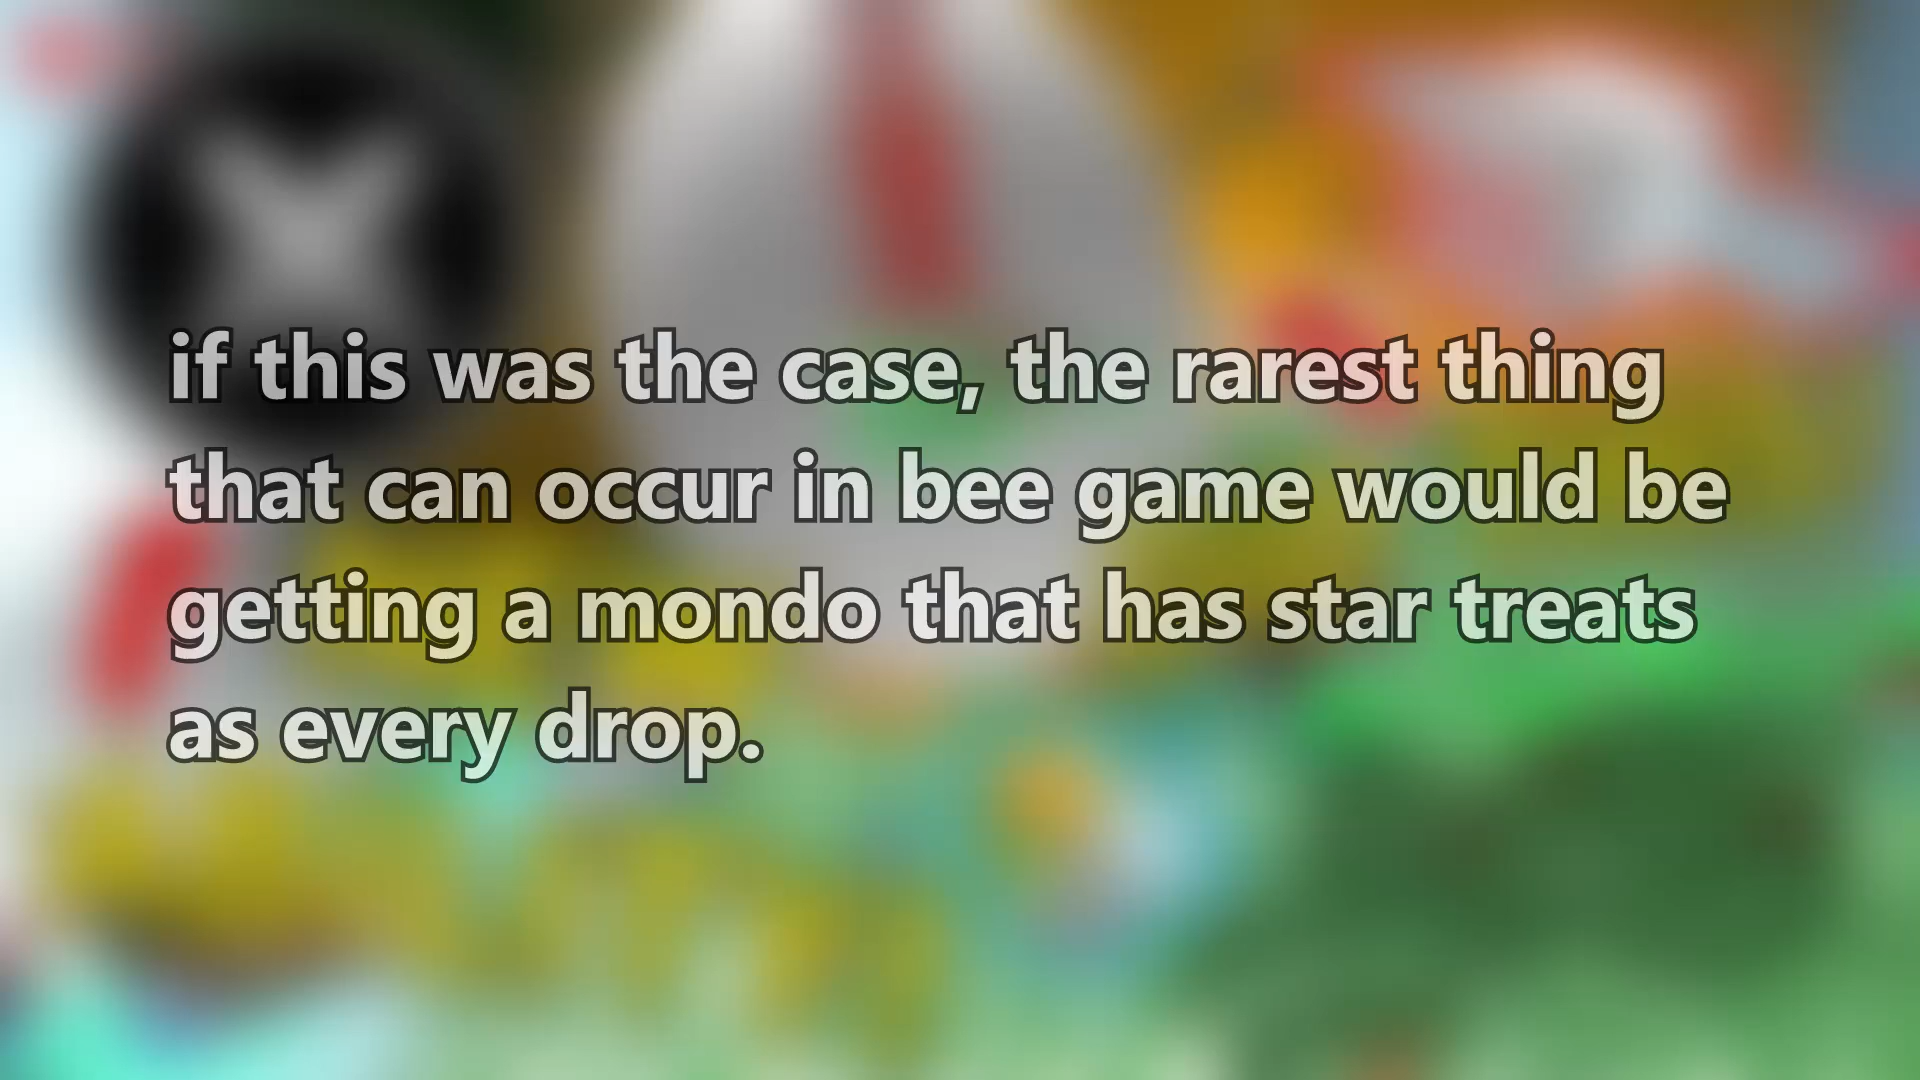 if this was the case, the rarest thing
that can occur in bee game would be
getting a mondo that has star treats
as every drop.